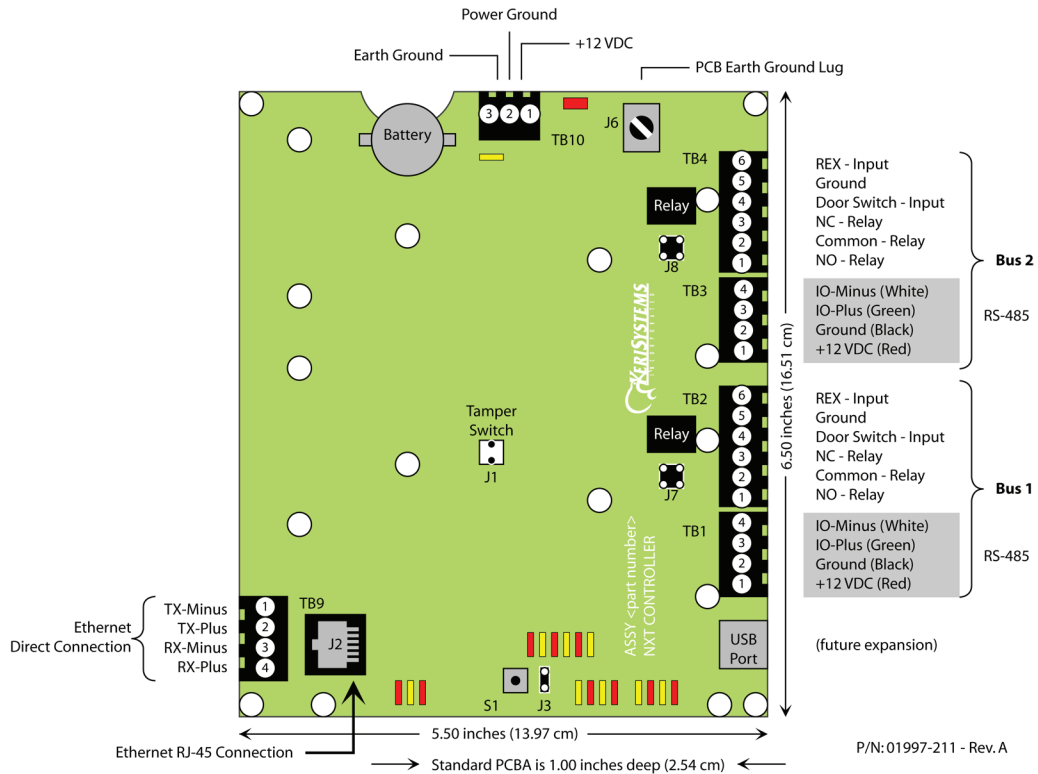 Power Ground
Earth Ground
+12 VDC
PCB Earth Ground Lug
Battery
3 2 1
TB10
J6
TB4
6
5
4
3
2
1
Relay
J8
REX - Input
Ground
Door Switch - Input
NC - Relay
Common - Relay
NO - Relay
Bus 2
TB3
4
3
2
1
IO-Minus (White)
IO-Plus (Green)
Ground (Black)
+12 VDC (Red)
RS-485
KERISYSTEMS
6.50 inches (16.51 cm)
Tamper
Switch
J1
TB2
6
5
4
3
2
1
Relay
J7
REX - Input
Ground
Door Switch - Input
NC - Relay
Common - Relay
NO - Relay
Bus 1
TB1
4
3
2
1
IO-Minus (White)
IO-Plus (Green)
Ground (Black)
+12 VDC (Red)
RS-485
ASSY <part number>
NXT CONTROLLER
Ethernet
Direct Connection
TX-Minus
TX-Plus
RX-Minus
RX-Plus
1
2
3
4
TB9
J2
USB
Port
(future expansion)
S1
J3
5.50 inches (13.97 cm)
Ethernet RJ-45 Connection
Standard PCBA is 1.00 inches deep (2.54 cm)
P/N: 01997-211 - Rev. A